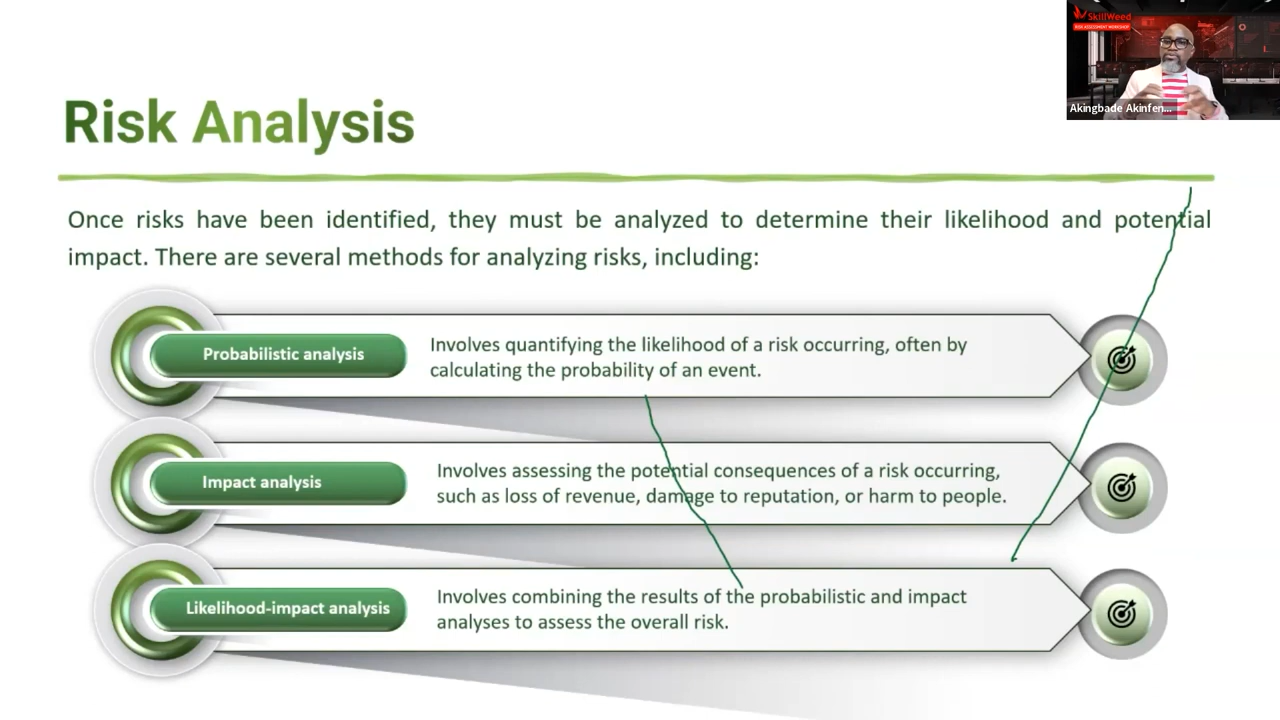 SkillWeed
RISK ASSESSMENT WORKSHOP
Akingbade Akinfen...
Risk Analysis
Once risks have been identified, they must be analyzed to determine their likelihood and potential
impact. There are several methods for analyzing risks, including:
Probabilistic analysis
Involves quantifying the likelihood of a risk occurring, often by
calculating the probability of an event.
Impact analysis
Involves assessing the potential consequences of a risk occurring,
such as loss of revenue, damage to reputation, or harm to people.
Likelihood-impact analysis
Involves combining the results of the probabilistic and impact
analyses to assess the overall risk.